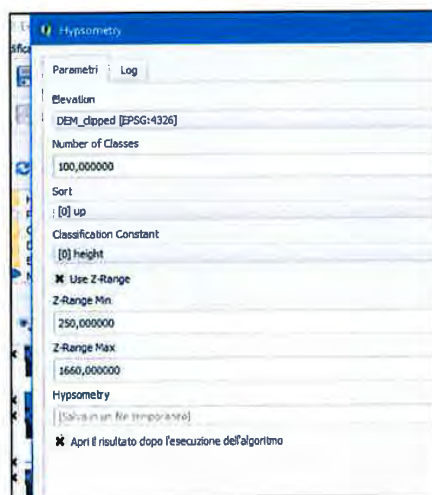 Hypsometry
Parametri
Log
Elevation
DEM_clipped [EPSG:4326]
Number of Classes
100,000000
Sort
[0] up
Classification Constant
[0] height
Use Z-Range
Z-Range Min
250,000000
Z-Range Max
1660,000000
Hypsometry
[Salva in un file temporaneo]
Apri il risultato dopo l'esecuzione dell'algoritmo